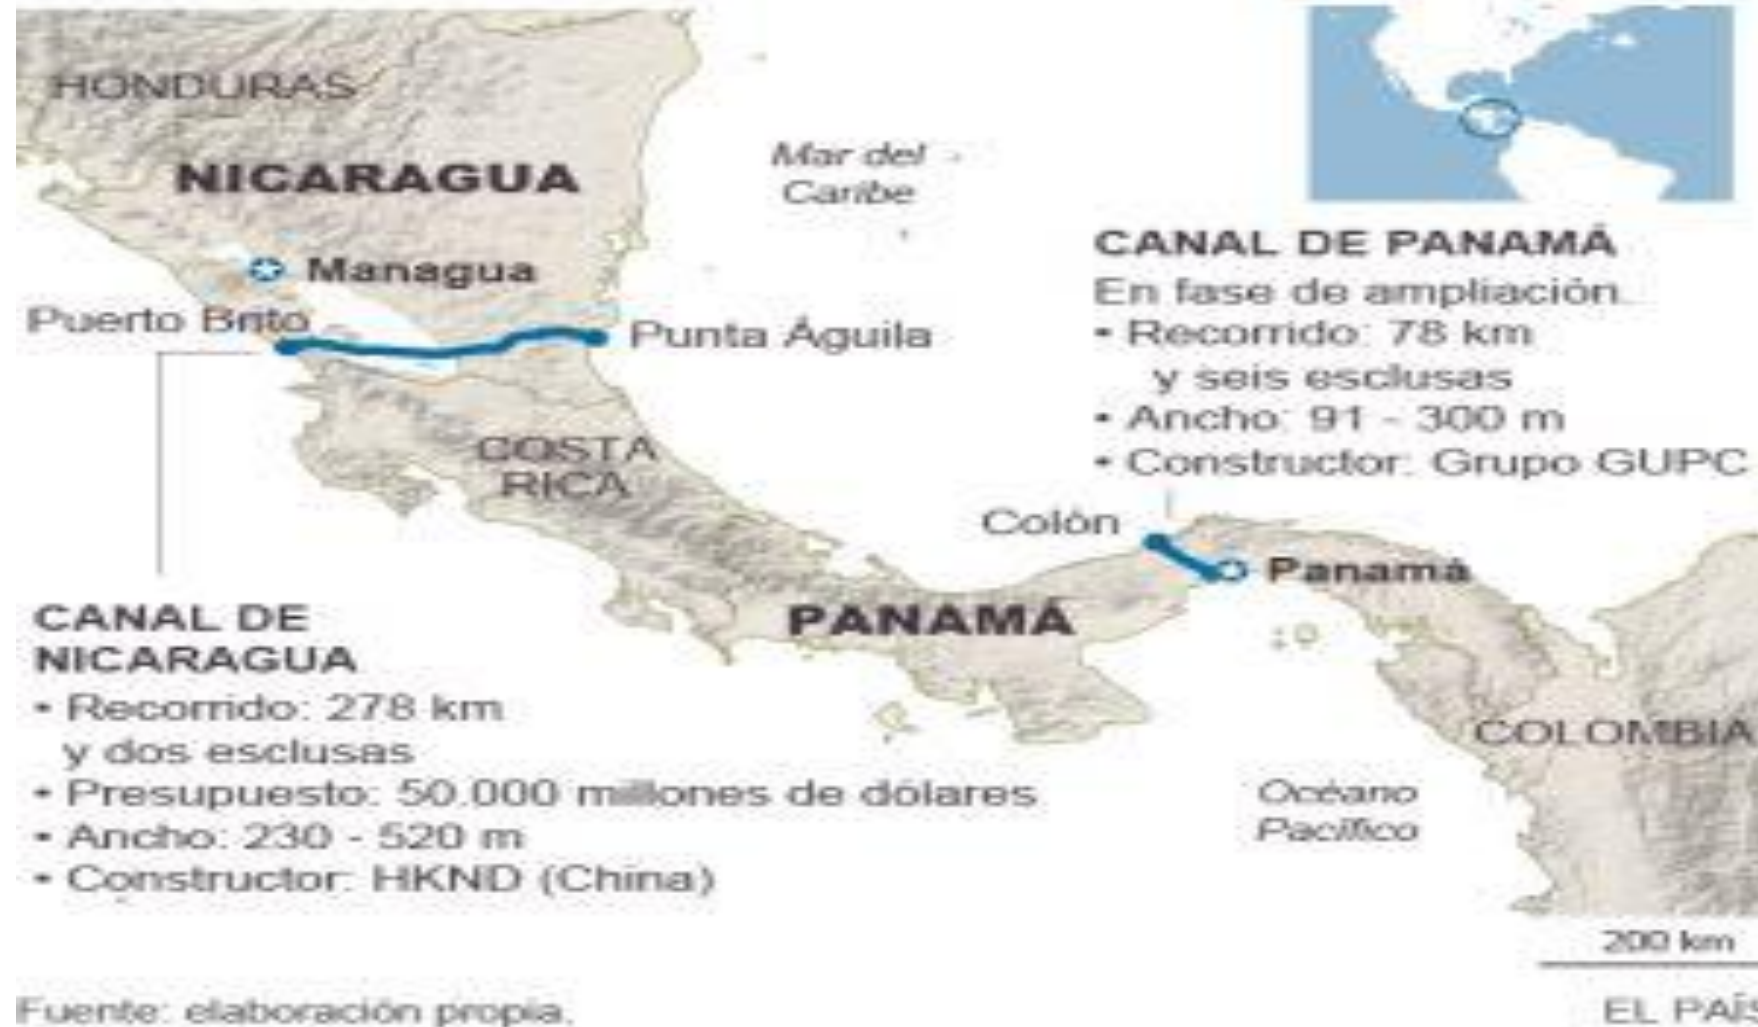 HONDURAS
NICARAGUA
Mar del
Caribe
Managua
Puerto Brito
Punta Águila
CANAL DE PANAMÁ
En fase de ampliación.
• Recorrido: 78 km
y seis esclusas
• Ancho: 91 - 300 m
• Constructor: Grupo GUPC
COSTA
RICA
Colón
Panamá
PANAMÁ
CANAL DE
NICARAGUA
• Recorrido: 278 km
y dos esclusas
• Presupuesto: 50.000 millones de dólares
• Ancho: 230 - 520 m
• Constructor: HKND (China)
COLOMBIA
Océano
Pacífico
200 km
Fuente: elaboración propia.
EL PAÍS